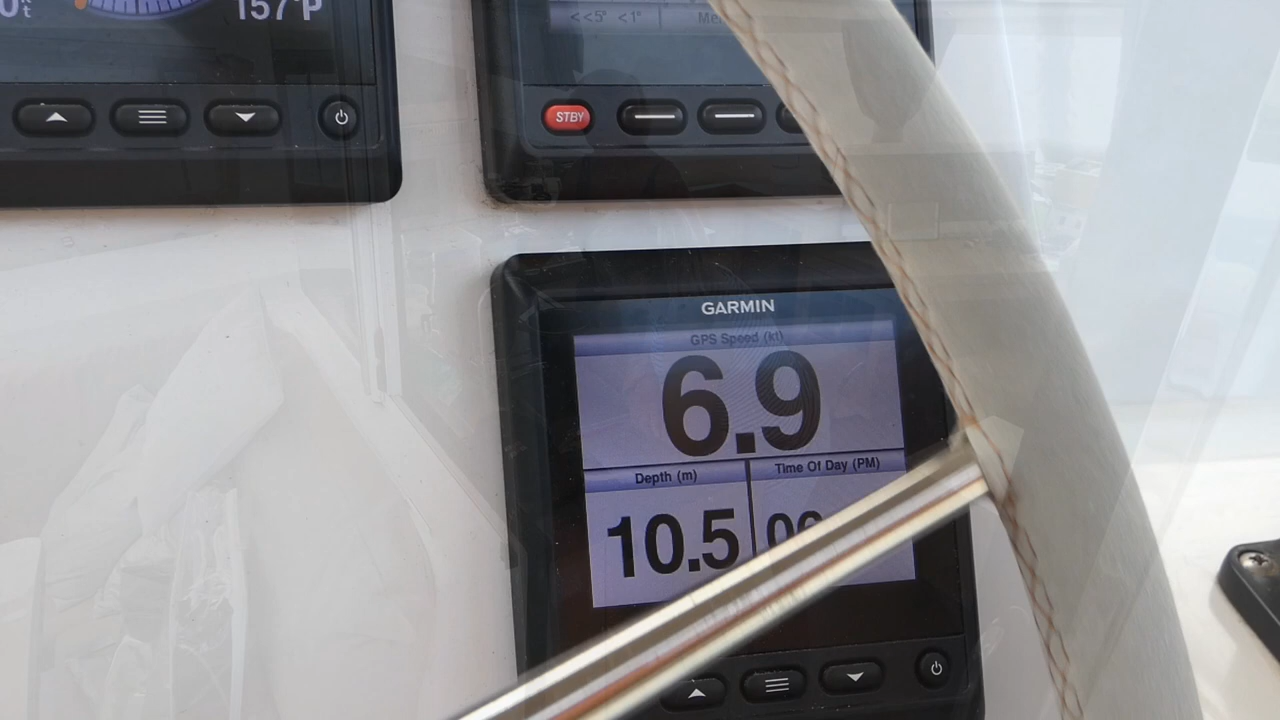 157°P
<<5° <1°
STBY
GARMIN
GPS Speed (kt)
6.9
Depth (m) Time Of Day (PM)
10.5